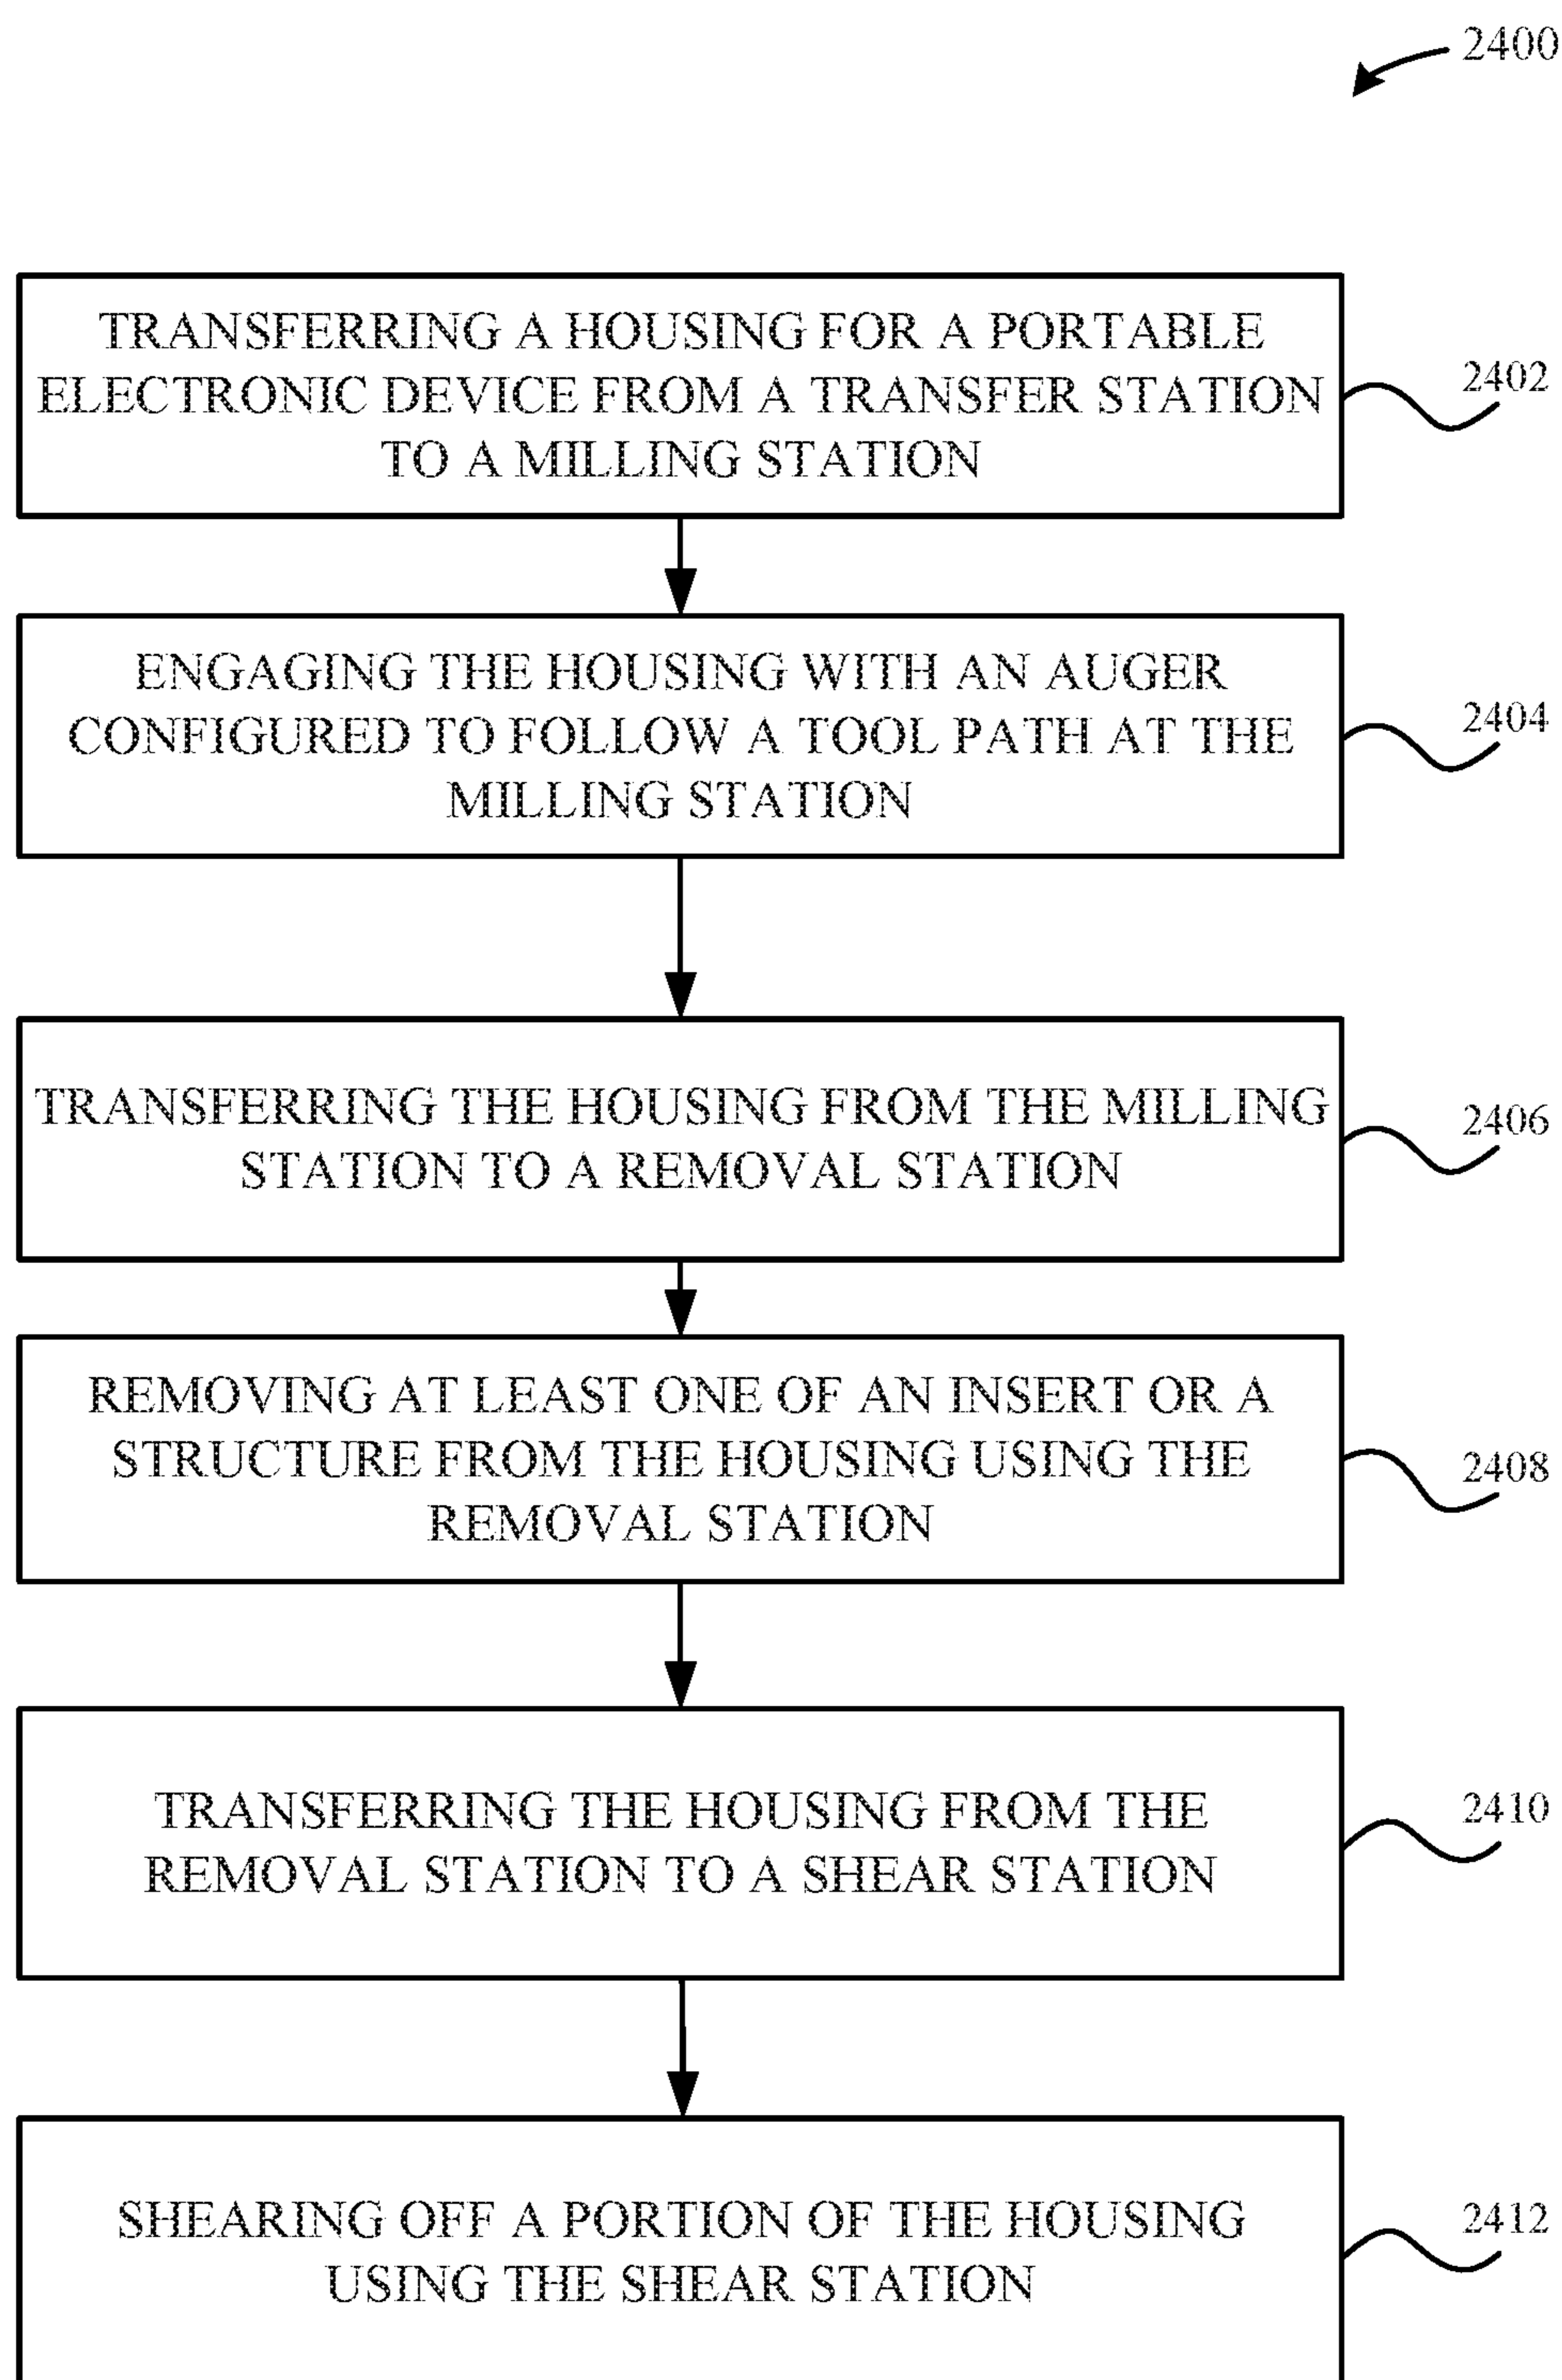 2400
TRANSFERRING A HOUSING FOR A PORTABLE
ELECTRONIC DEVICE FROM A TRANSFER STATION
TO A MILLING STATION
2402
ENGAGING THE HOUSING WITH AN AUGER
CONFIGURED TO FOLLOW A TOOL PATH AT THE
MILLING STATION
2404
TRANSFERRING THE HOUSING FROM THE MILLING
STATION TO A REMOVAL STATION
2406
REMOVING AT LEAST ONE OF AN INSERT OR A
STRUCTURE FROM THE HOUSING USING THE
REMOVAL STATION
2408
TRANSFERRING THE HOUSING FROM THE
REMOVAL STATION TO A SHEAR STATION
2410
SHEARING OFF A PORTION OF THE HOUSING
USING THE SHEAR STATION
2412